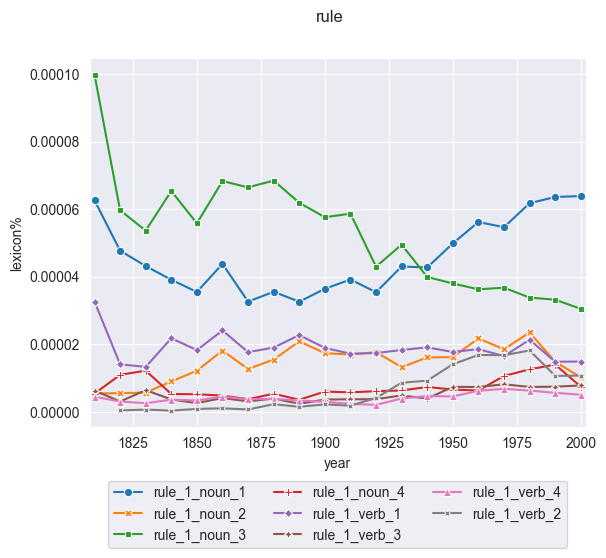 rule
0.00010
0.00008
0.00006
0.00004
0.00002
0.00000
lexicon%
1825 1850 1875 1900 1925 1950 1975 2000
year
rule_1_noun_1 rule_1_noun_4 rule_1_verb_4
rule_1_noun_2 rule_1_verb_1 rule_1_verb_2
rule_1_noun_3 rule_1_verb_3